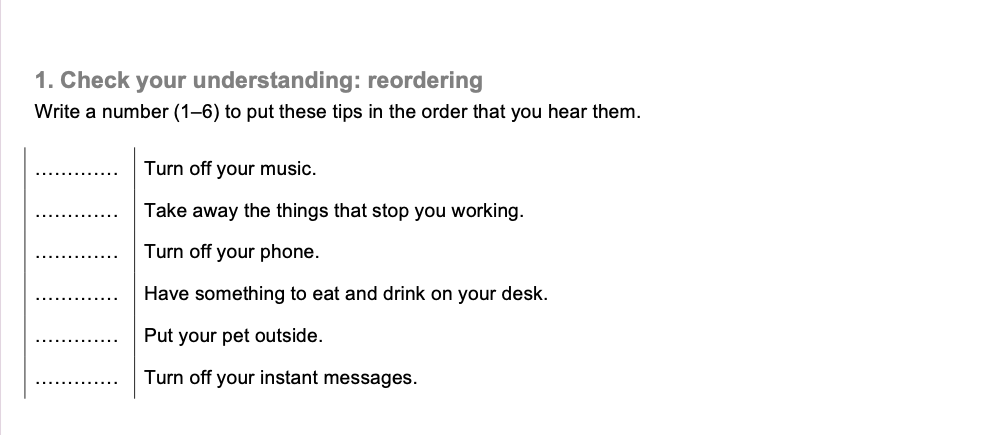 1. Check your understanding: reordering
Write a number (1–6) to put these tips in the order that you hear them.
............. Turn off your music.
............. Take away the things that stop you working.
............. Turn off your phone.
............. Have something to eat and drink on your desk.
............. Put your pet outside.
............. Turn off your instant messages.